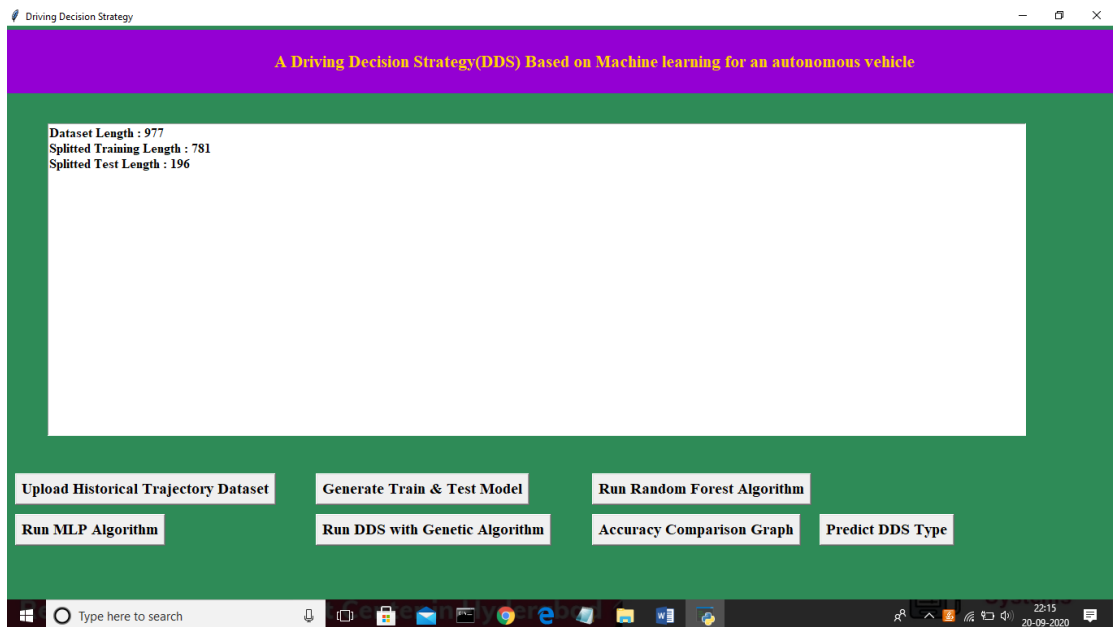 Driving Decision Strategy
A Driving Decision Strategy(DDS) Based on Machine learning for an autonomous vehicle
Dataset Length : 977
Splitted Training Length : 781
Splitted Test Length : 196
Upload Historical Trajectory Dataset
Generate Train & Test Model
Run Random Forest Algorithm
Run MLP Algorithm
Run DDS with Genetic Algorithm
Accuracy Comparison Graph
Predict DDS Type
Type here to search
22:15
20-09-2020